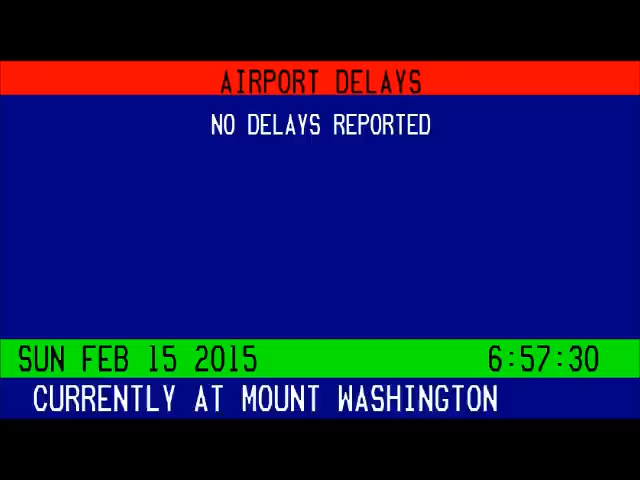 AIRPORT DELAYS
NO DELAYS REPORTED
SUN FEB 15 2015 6:57:30
CURRENTLY AT MOUNT WASHINGTON